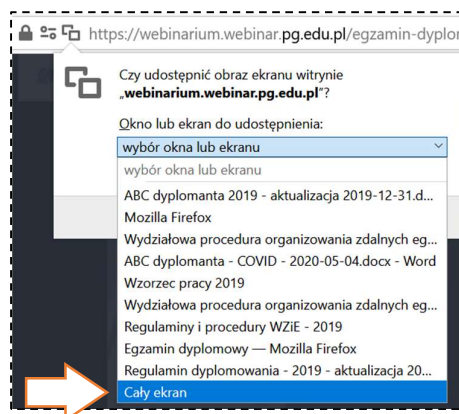 https://webinarium.webinar.pg.edu.pl/egzamin-dyplo
Czy udostępnić obraz ekranu witrynie
„webinarium.webinar.pg.edu.pl”?
Okno lub ekran do udostępnienia:
wybór okna lub ekranu
wybór okna lub ekranu
ABC dyplomanta 2019 - aktualizacja 2019-12-31.d...
Mozilla Firefox
Wydziałowa procedura organizowania zdalnych eg...
ABC dyplomanta - COVID - 2020-05-04.docx - Word
Wzorzec pracy 2019
Wydziałowa procedura organizowania zdalnych eg...
Regulaminy i procedury WZiE - 2019
Egzamin dyplomowy — Mozilla Firefox
Regulamin dyplomowania - 2019 - aktualizacja 20...
Cały ekran